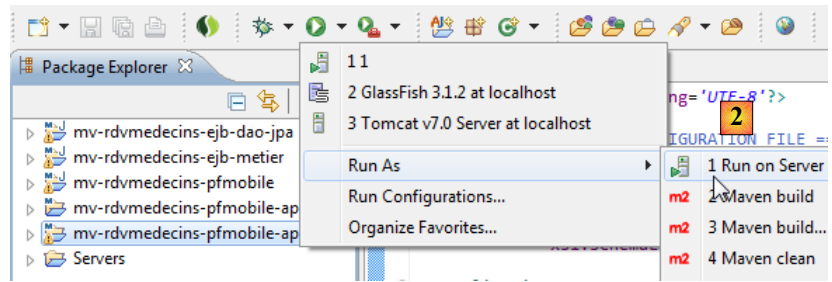 Package Explorer
mv-rdvmedecins-ejb-dao-jpa
mv-rdvmedecins-ejb-metier
mv-rdvmedecins-pfmobile
mv-rdvmedecins-pfmobile-ap
mv-rdvmedecins-pfmobile-ap
Servers
1 1
2 GlassFish 3.1.2 at localhost
3 Tomcat v7.0 Server at localhost
Run As
Run Configurations...
Organize Favorites...
ng='UTF-8'?>
2
IGURATION FILE ==
1 Run on Server
m2 2 Maven build
m2 3 Maven build...
m2 4 Maven clean